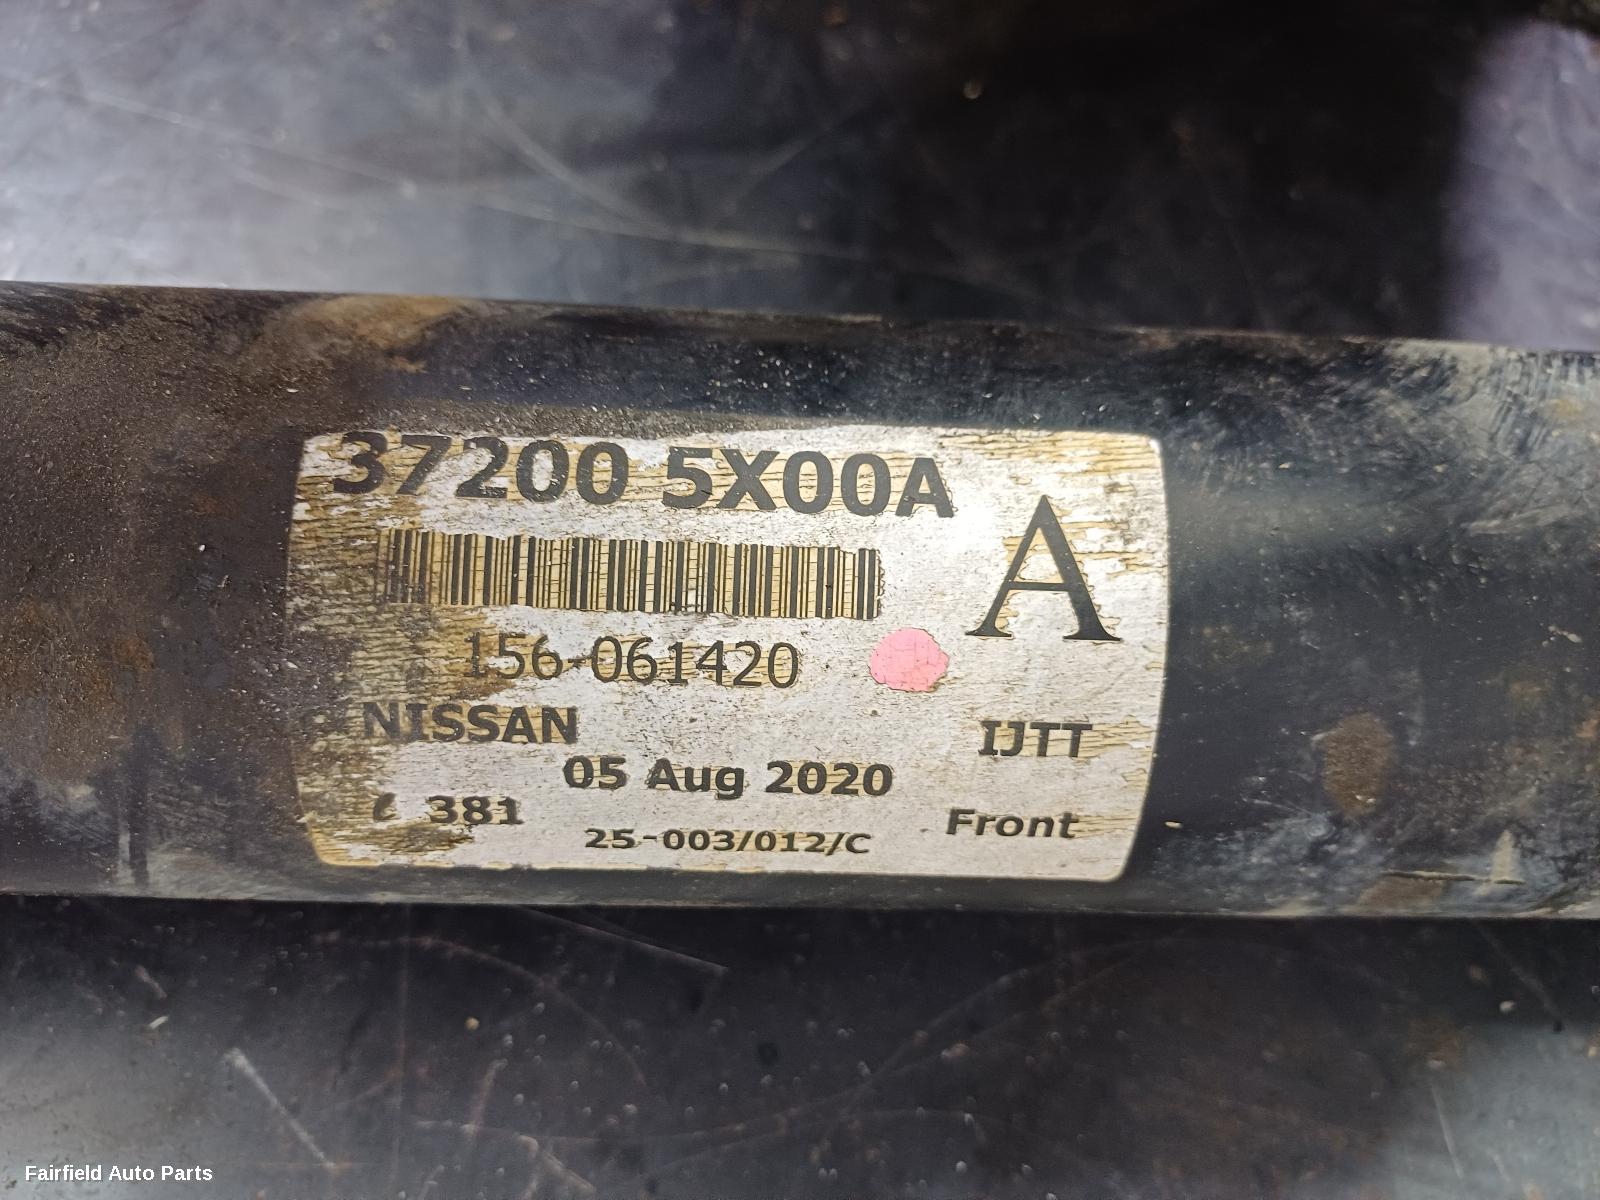 37200 5X00A
A
156-061420
NISSAN
IJTT
05 Aug 2020
381
Front
25-003/012/C
Fairfield Auto Parts